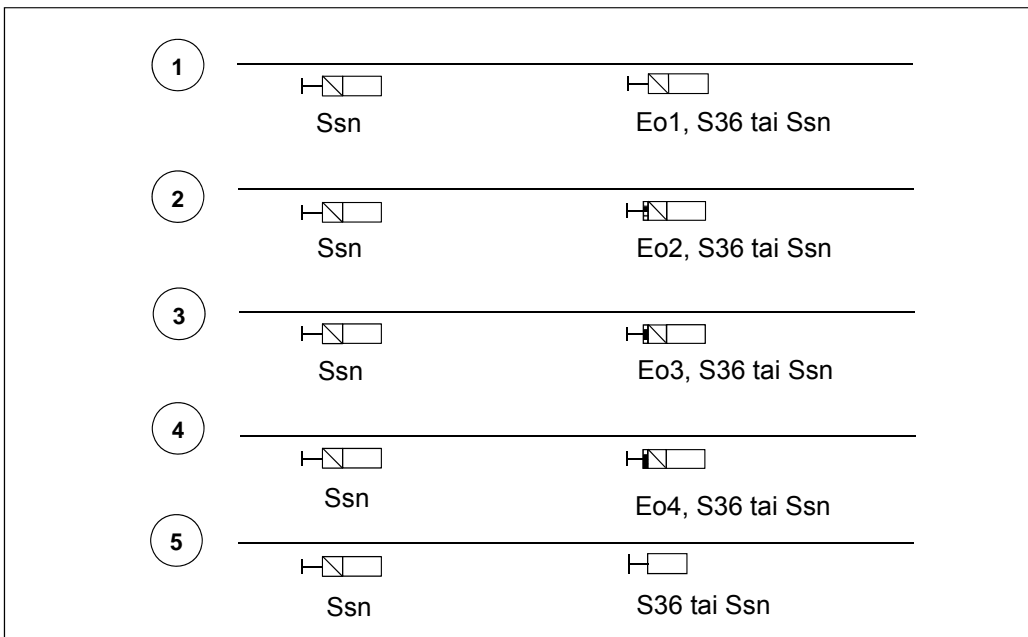 1
Ssn Eo1, S36 tai Ssn
2
Ssn Eo2, S36 tai Ssn
3
Ssn Eo3, S36 tai Ssn
4
Ssn Eo4, S36 tai Ssn
5
Ssn S36 tai Ssn